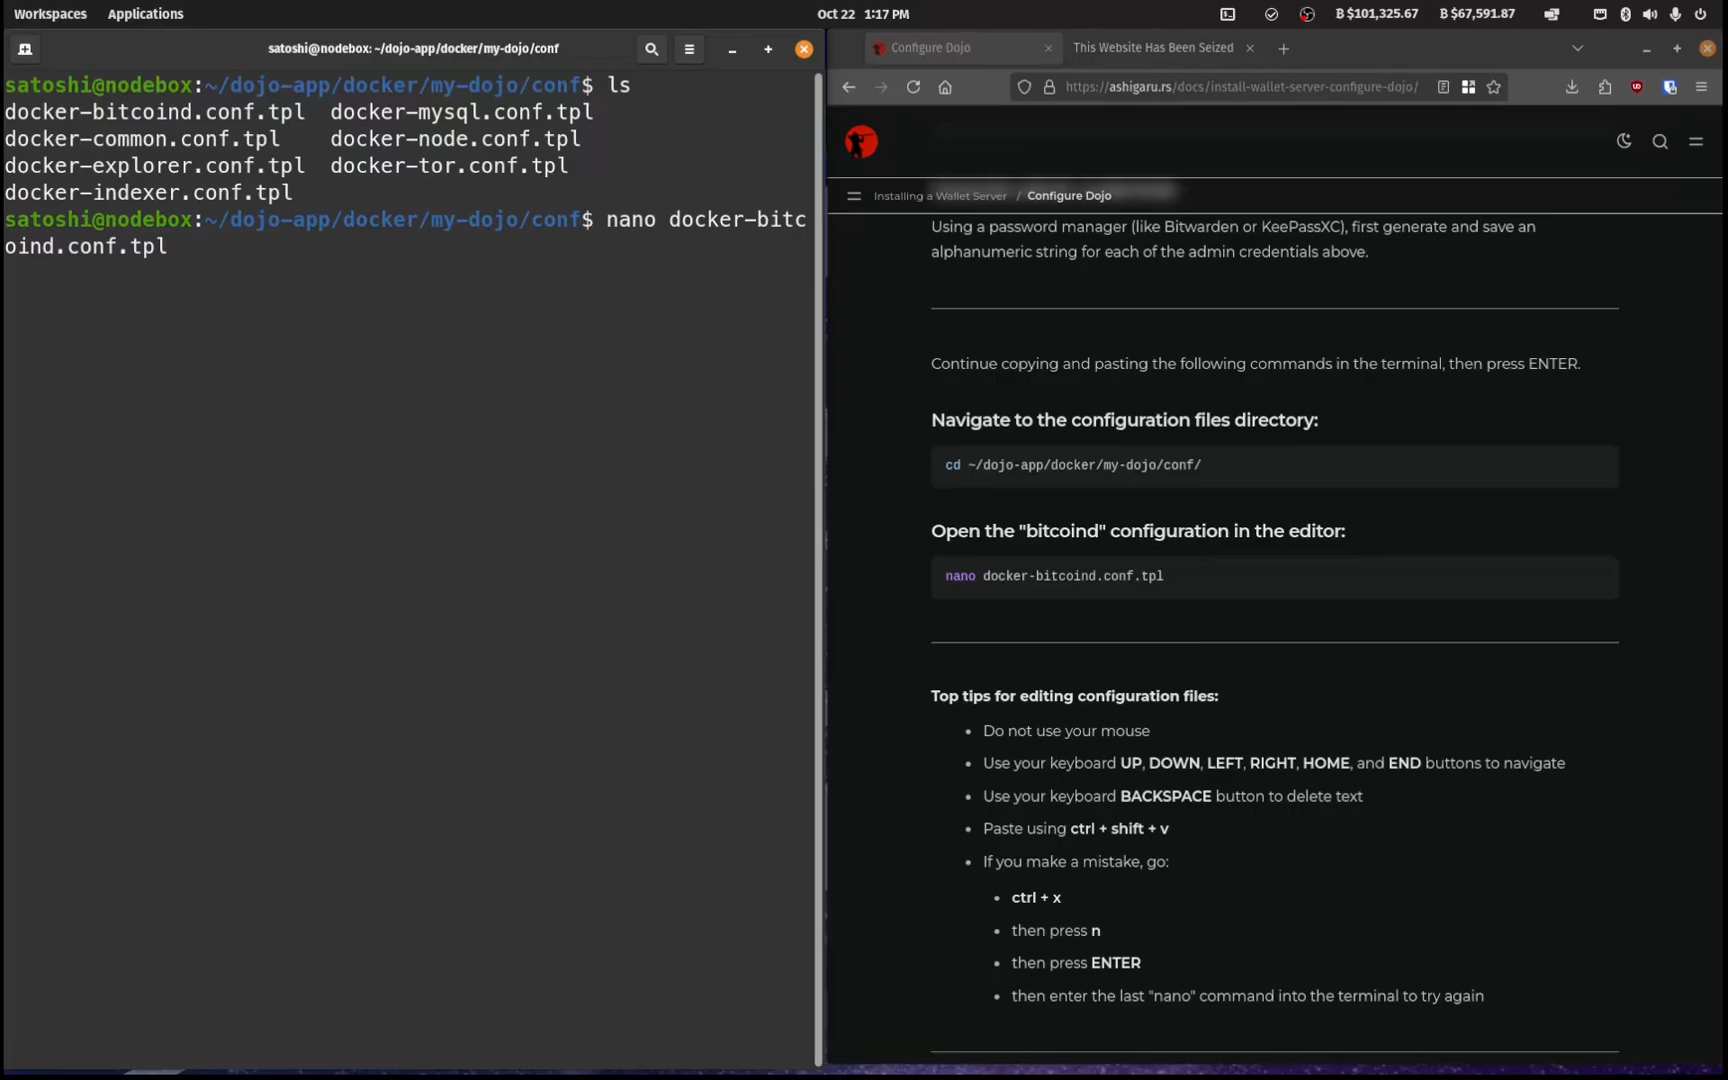 Workspaces Applications Oct 22 1:17 PM ₿ $101,325.67 ₿ $67,591.87
satoshi@nodebox: ~/dojo-app/docker/my-dojo/conf
satoshi@nodebox:~/dojo-app/docker/my-dojo/conf$ ls
docker-bitcoind.conf.tpl docker-mysql.conf.tpl
docker-common.conf.tpl docker-node.conf.tpl
docker-explorer.conf.tpl docker-tor.conf.tpl
docker-indexer.conf.tpl
satoshi@nodebox:~/dojo-app/docker/my-dojo/conf$ nano docker-bitc
oind.conf.tpl
Configure Dojo This Website Has Been Seized
https://ashigaru.rs/docs/install-wallet-server-configure-dojo/
Installing a Wallet Server / Configure Dojo
Using a password manager (like Bitwarden or KeePassXC), first generate and save an
alphanumeric string for each of the admin credentials above.
Continue copying and pasting the following commands in the terminal, then press ENTER.
Navigate to the configuration files directory:
cd ~/dojo-app/docker/my-dojo/conf/
Open the "bitcoind" configuration in the editor:
nano docker-bitcoind.conf.tpl
Top tips for editing configuration files:
• Do not use your mouse
• Use your keyboard UP, DOWN, LEFT, RIGHT, HOME, and END buttons to navigate
• Use your keyboard BACKSPACE button to delete text
• Paste using ctrl + shift + v
• If you make a mistake, go:
• ctrl + x
• then press n
• then press ENTER
• then enter the last "nano" command into the terminal to try again